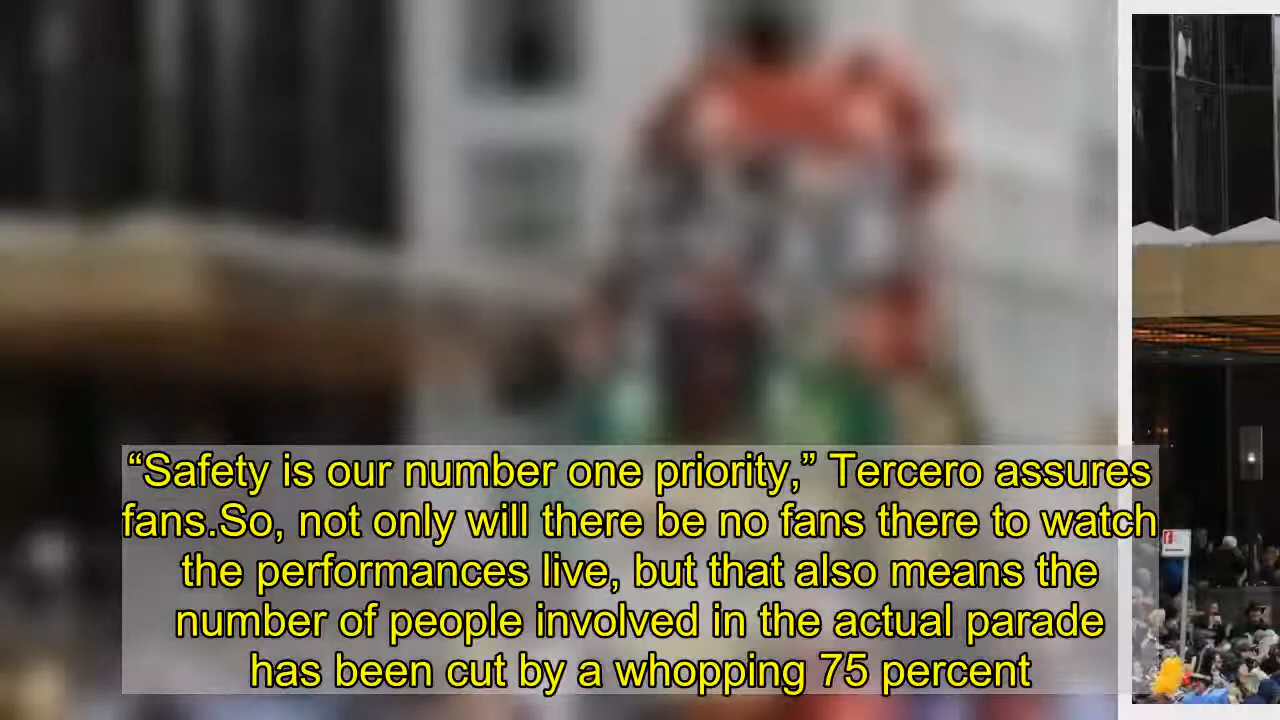 “Safety is our number one priority,” Tercero assures
fans.So, not only will there be no fans there to watch
the performances live, but that also means the
number of people involved in the actual parade
has been cut by a whopping 75 percent